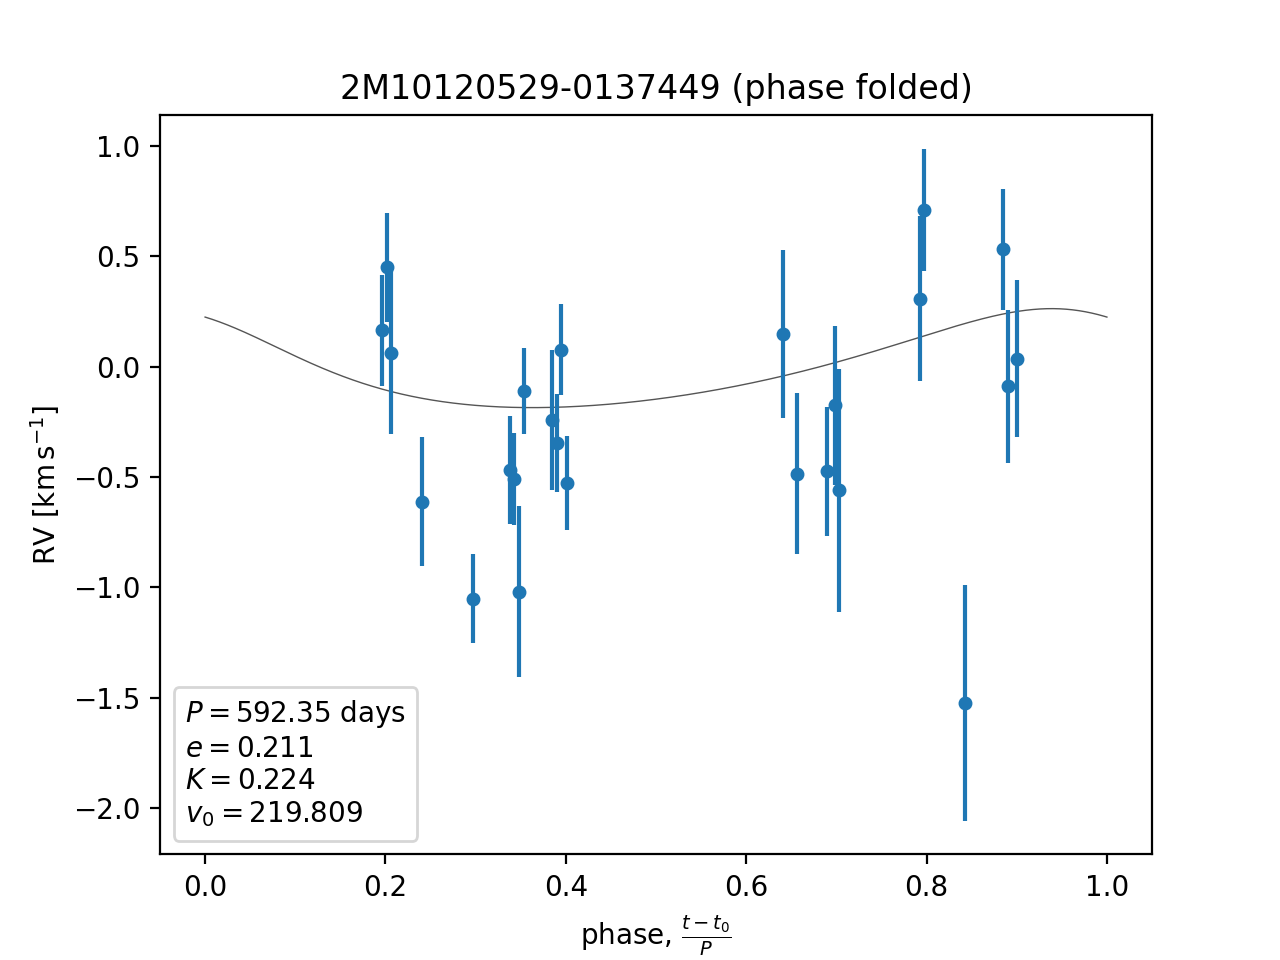 2M10120529-0137449 (phase folded)
1.0
0.5
0.0
−0.5
−1.0
−1.5
−2.0
RV [km s⁻¹]
P = 592.35 days
e = 0.211
K = 0.224
v₀ = 219.809
0.0 0.2 0.4 0.6 0.8 1.0
phase, (t − t₀)/P